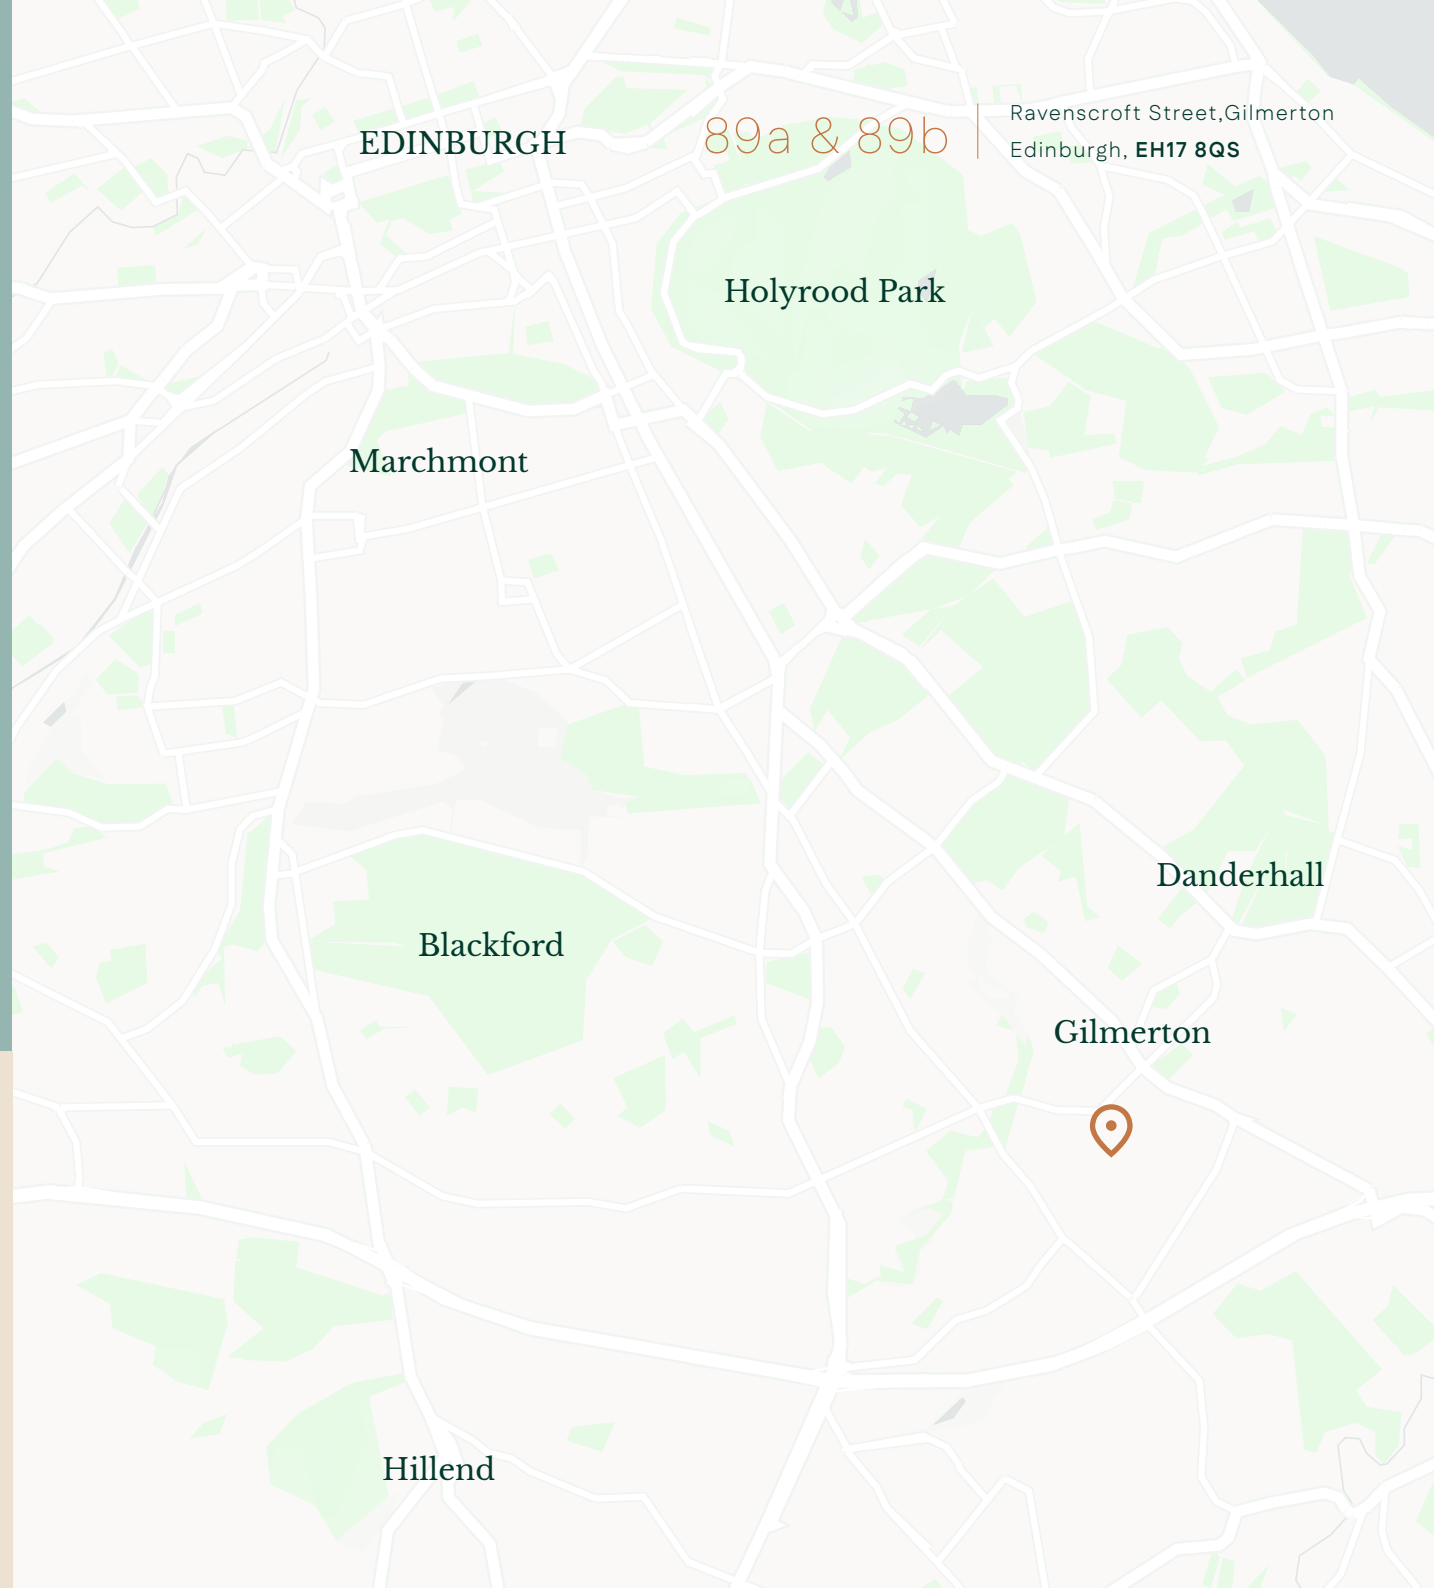 EDINBURGH
89a & 89b
Ravenscroft Street,Gilmerton
Edinburgh, EH17 8QS
Holyrood Park
Marchmont
Danderhall
Blackford
Gilmerton
Hillend